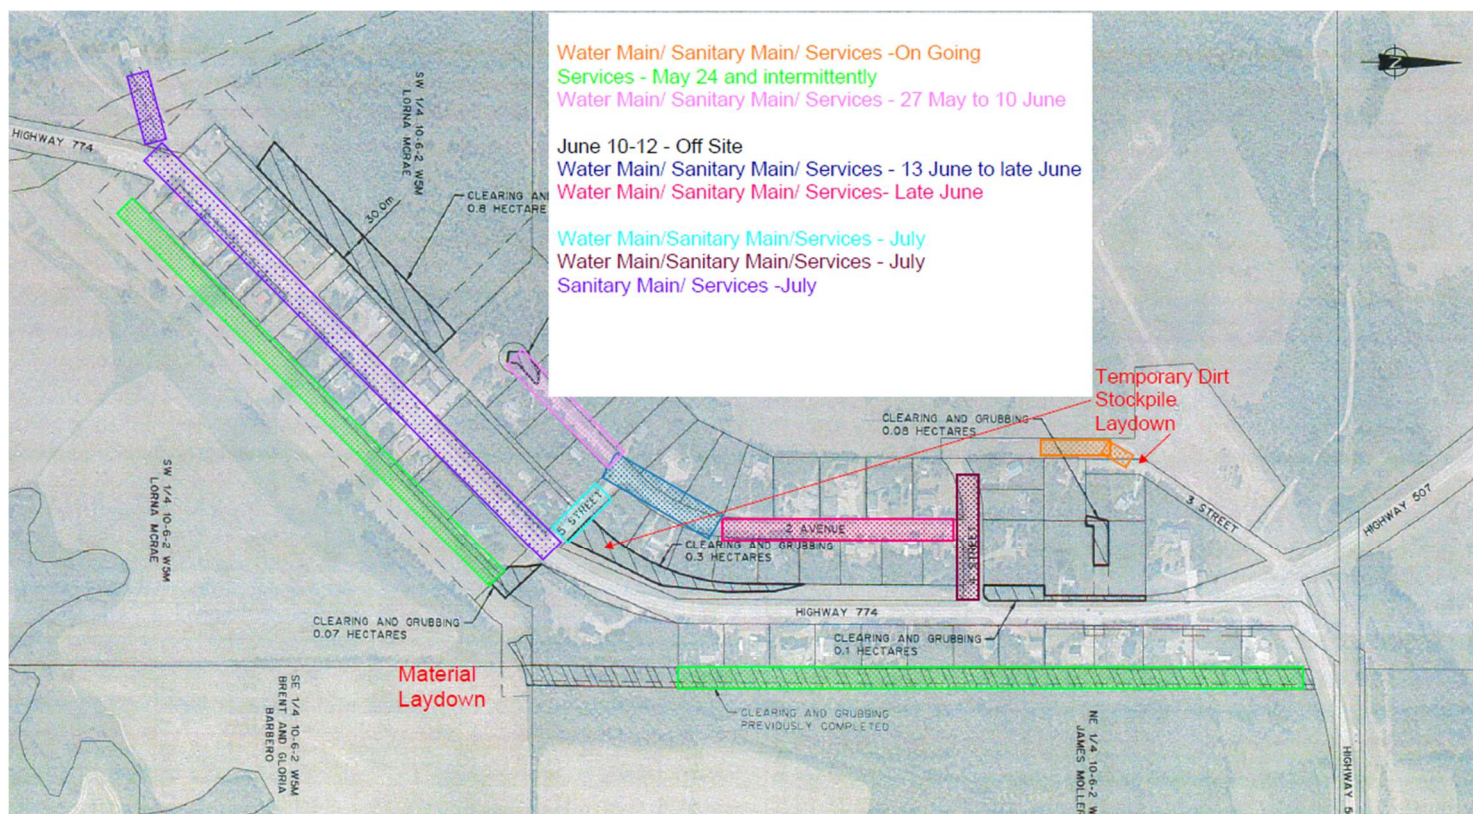 Water Main/ Sanitary Main/ Services -On Going
Services - May 24 and intermittently
Water Main/ Sanitary Main/ Services - 27 May to 10 June
June 10-12 - Off Site
Water Main/ Sanitary Main/ Services - 13 June to late June
Water Main/ Sanitary Main/ Services- Late June
Water Main/Sanitary Main/Services - July
Water Main/Sanitary Main/Services - July
Sanitary Main/ Services -July
N
HIGHWAY 774
SW 1/4 10-6-2 W5M
LORNA MCRAE
CLEARING AN
0.8 HECTARE
30.0m
Temporary Dirt
Stockpile
Laydown
CLEARING AND GRUBBING
0.08 HECTARES
SW 1/4 10-6-2 W5M
LORNA MCRAE
5 STREET
2 AVENUE
STREET
3 STREET
HIGHWAY 507
CLEARING AND GRUBBING
0.3 HECTARES
CLEARING AND GRUBBING
0.07 HECTARES
HIGHWAY 774
CLEARING AND GRUBBING
0.1 HECTARES
Material
Laydown
SE 1/4 10-6-2 W5M
BRENT AND GLORIA
BARBERO
CLEARING AND GRUBBING
PREVIOUSLY COMPLETED
NE 1/4 10-6-2 W
JAMES MOLLER
HIGHWAY 5